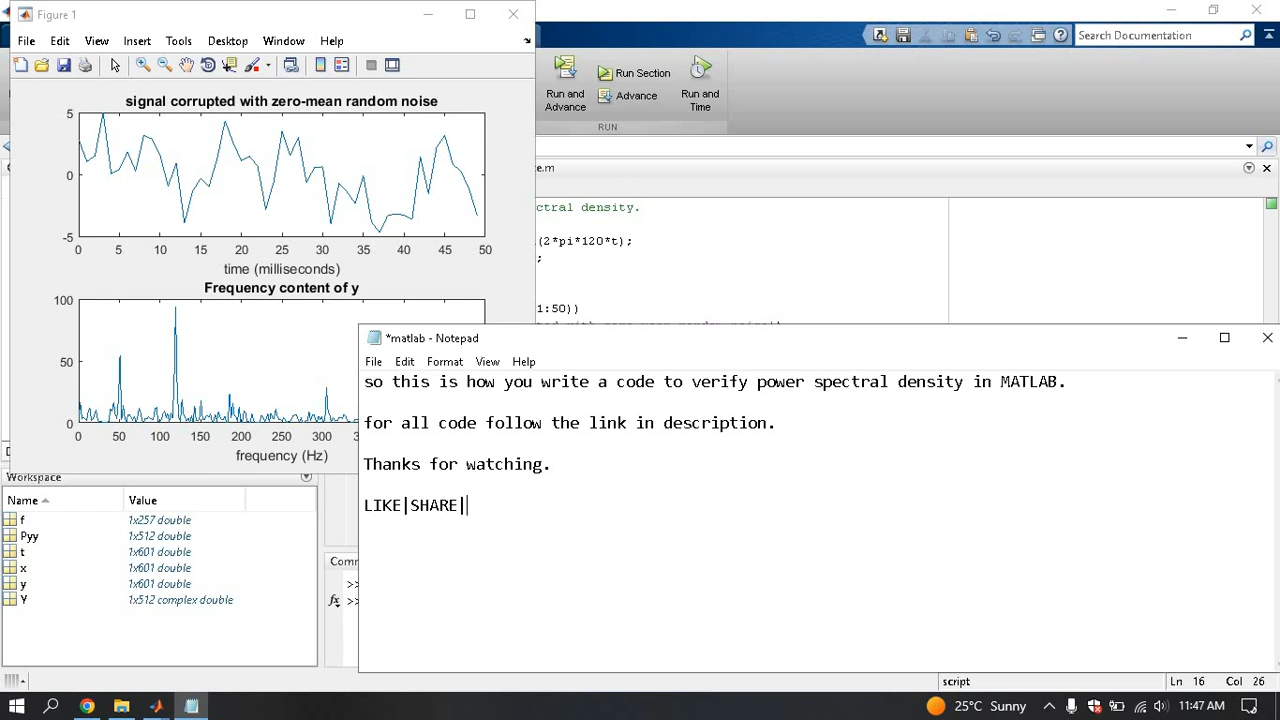 Figure 1
File Edit View Insert Tools Desktop Window Help
Search Documentation
Run and Advance
Run Section
Advance
Run and Time
RUN
signal corrupted with zero-mean random noise
5
0
-5
0 5 10 15 20 25 30 35 40 45 50
time (milliseconds)
Frequency content of y
100
50
0
0 50 100 150 200 250 300
frequency (Hz)
e.m
ctral density.
(2*pi*120*t);
;
1:50))
*matlab - Notepad
File Edit Format View Help
so this is how you write a code to verify power spectral density in MATLAB.
for all code follow the link in description.
Thanks for watching.
LIKE|SHARE|
Workspace
Name Value
f 1x257 double
Pyy 1x512 double
t 1x601 double
x 1x601 double
y 1x601 double
Y 1x512 complex double
Comm
>>
fx >>
script
Ln 16 Col 26
25°C Sunny
11:47 AM